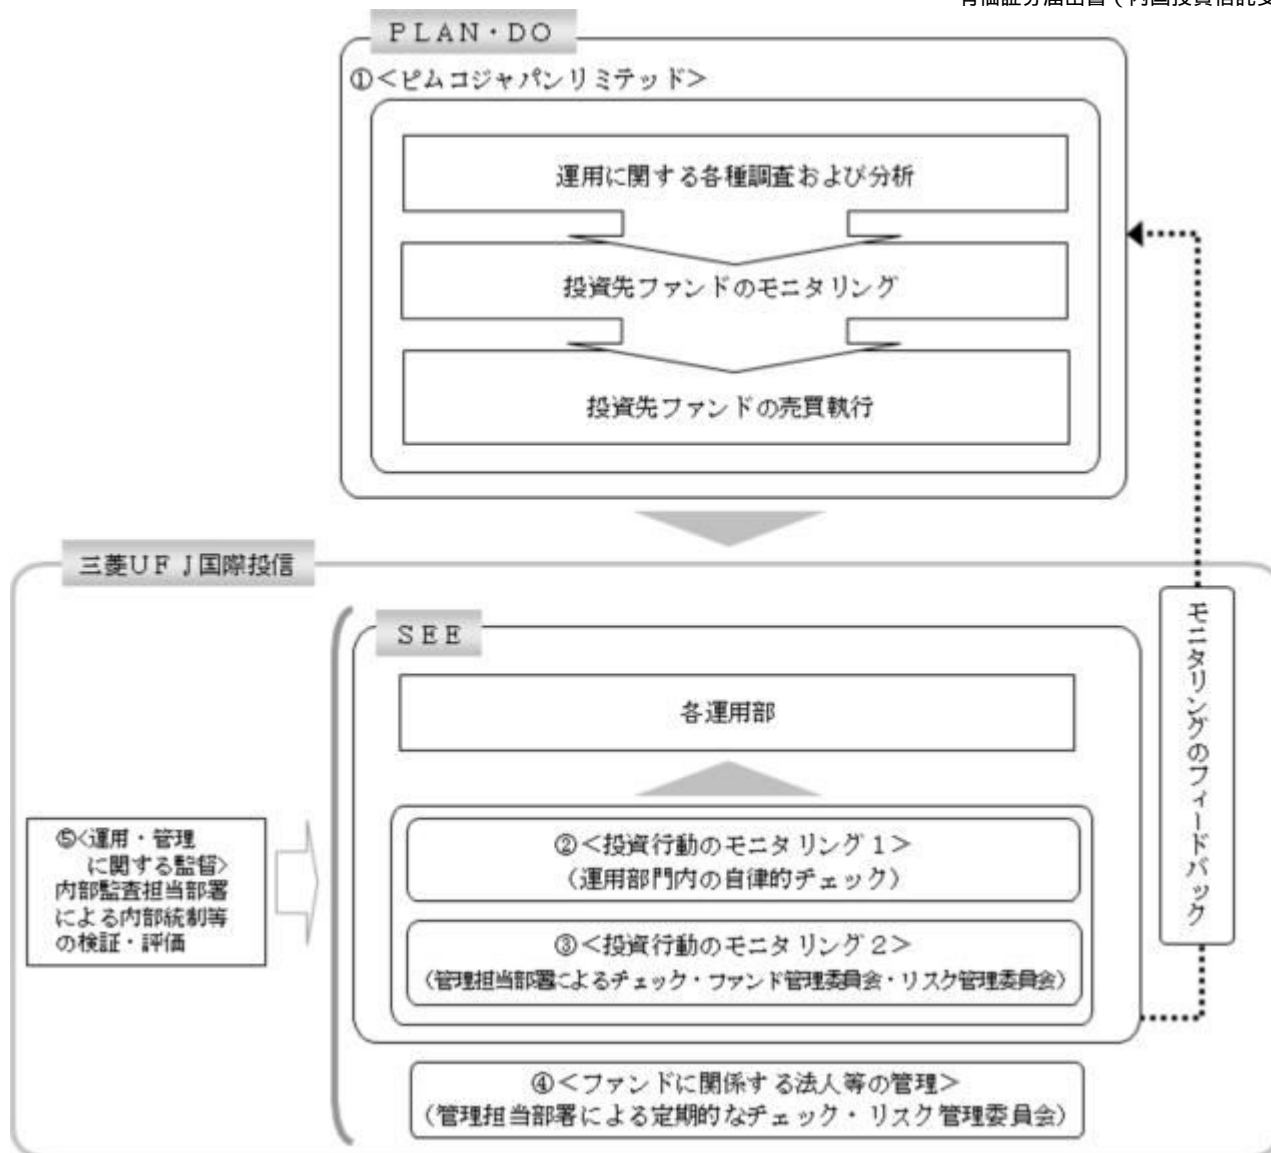 PLAN・DO
①<ピムコジャパンリミテッド>
運用に関する各種調査および分析
投資先ファンドのモニタリング
投資先ファンドの売買執行
三菱UFJ国際投信
SEE
各運用部
②<投資行動のモニタリング1>
(運用部門内の自律的チェック)
③<投資行動のモニタリング2>
(管理担当部署によるチェック・ファンド管理委員会・リスク管理委員会)
④<ファンドに関係する法人等の管理>
(管理担当部署による定期的なチェック・リスク管理委員会)
⑤<運用・管理
に関する監督>
内部監査担当部署
による内部統制等
の検証・評価
モニタリングのフィードバック